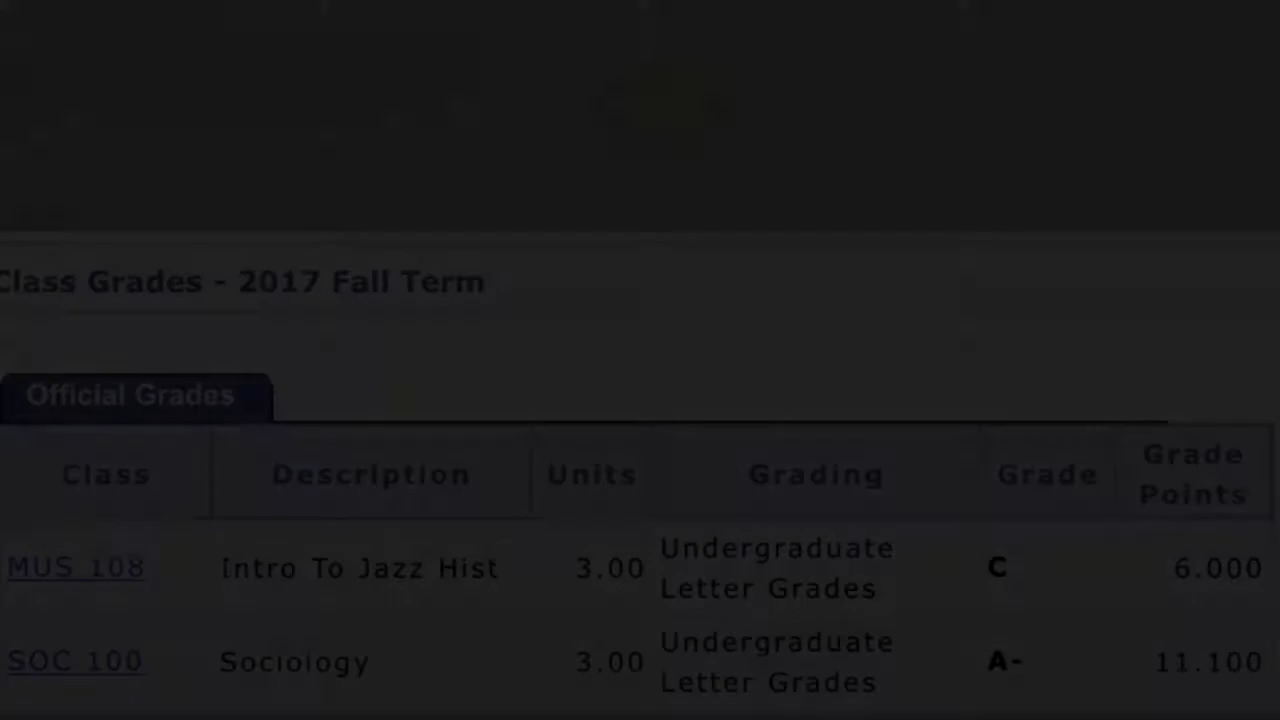 Class Grades - 2017 Fall Term
Official Grades
Class Description Units Grading Grade Grade Points
MUS 108 Intro To Jazz Hist 3.00 Undergraduate Letter Grades C 6.000
SOC 100 Sociology 3.00 Undergraduate Letter Grades A- 11.100